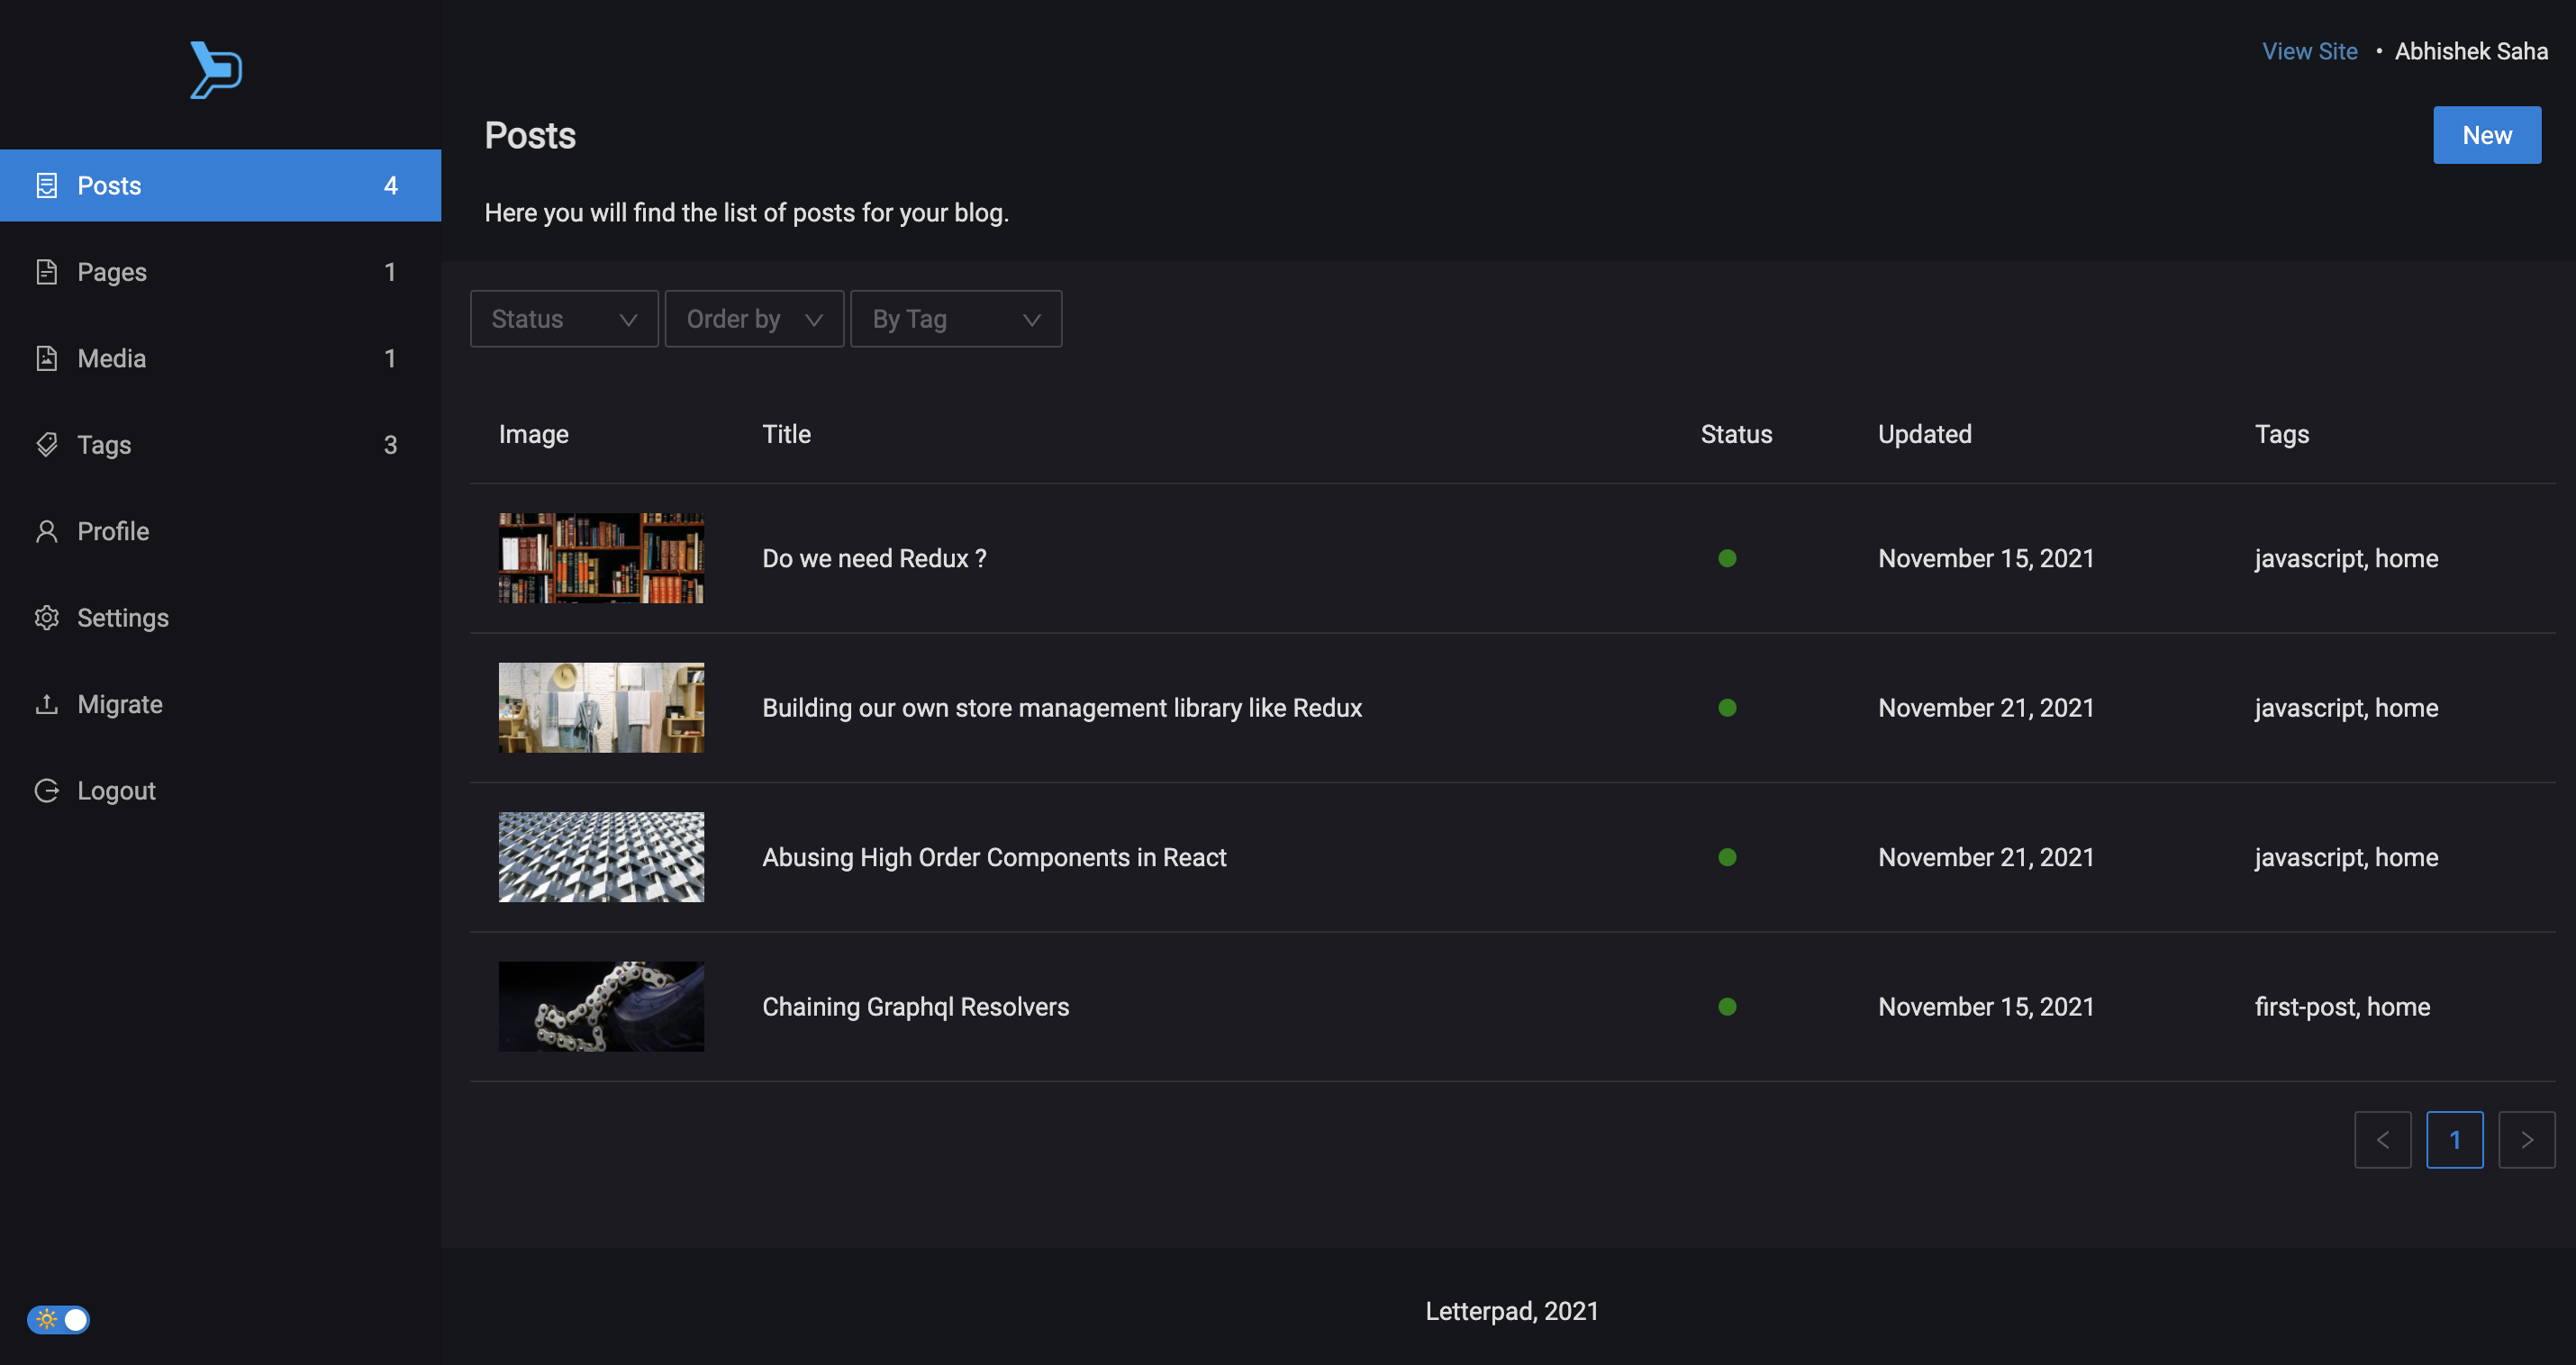 View Site • Abhishek Saha
Posts 4
Pages 1
Media 1
Tags 3
Profile
Settings
Migrate
Logout
Posts
New
Here you will find the list of posts for your blog.
Status Order by By Tag
Image Title Status Updated Tags
Do we need Redux ? November 15, 2021 javascript, home
Building our own store management library like Redux November 21, 2021 javascript, home
Abusing High Order Components in React November 21, 2021 javascript, home
Chaining Graphql Resolvers November 15, 2021 first-post, home
< 1 >
Letterpad, 2021